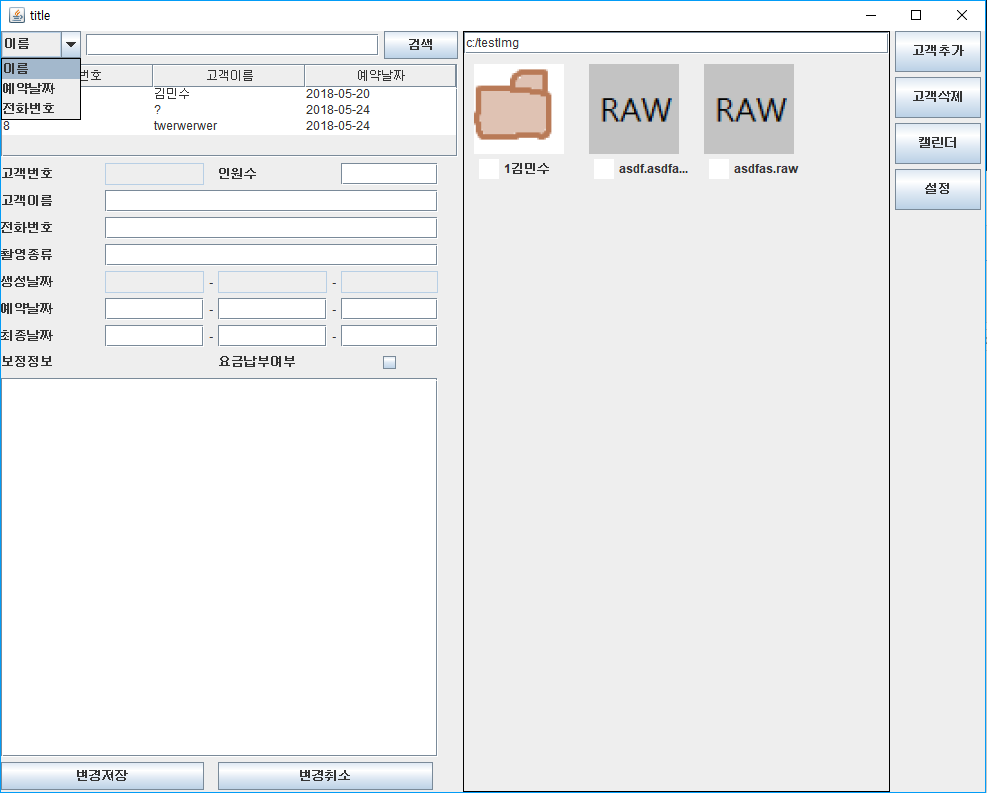 title
이름
검색
이름
예약날짜
전화번호
번호 고객이름 예약날짜
김민수 2018-05-20
? 2018-05-24
8 twerwerwer 2018-05-24
고객번호 인원수
고객이름
전화번호
촬영종류
생성날짜 - -
예약날짜 - -
최종날짜 - -
보정정보 요금납부여부
변경저장 변경취소
c:/testImg
RAW RAW
1김민수 asdf.asdfa... asdfas.raw
고객추가
고객삭제
캘린더
설정